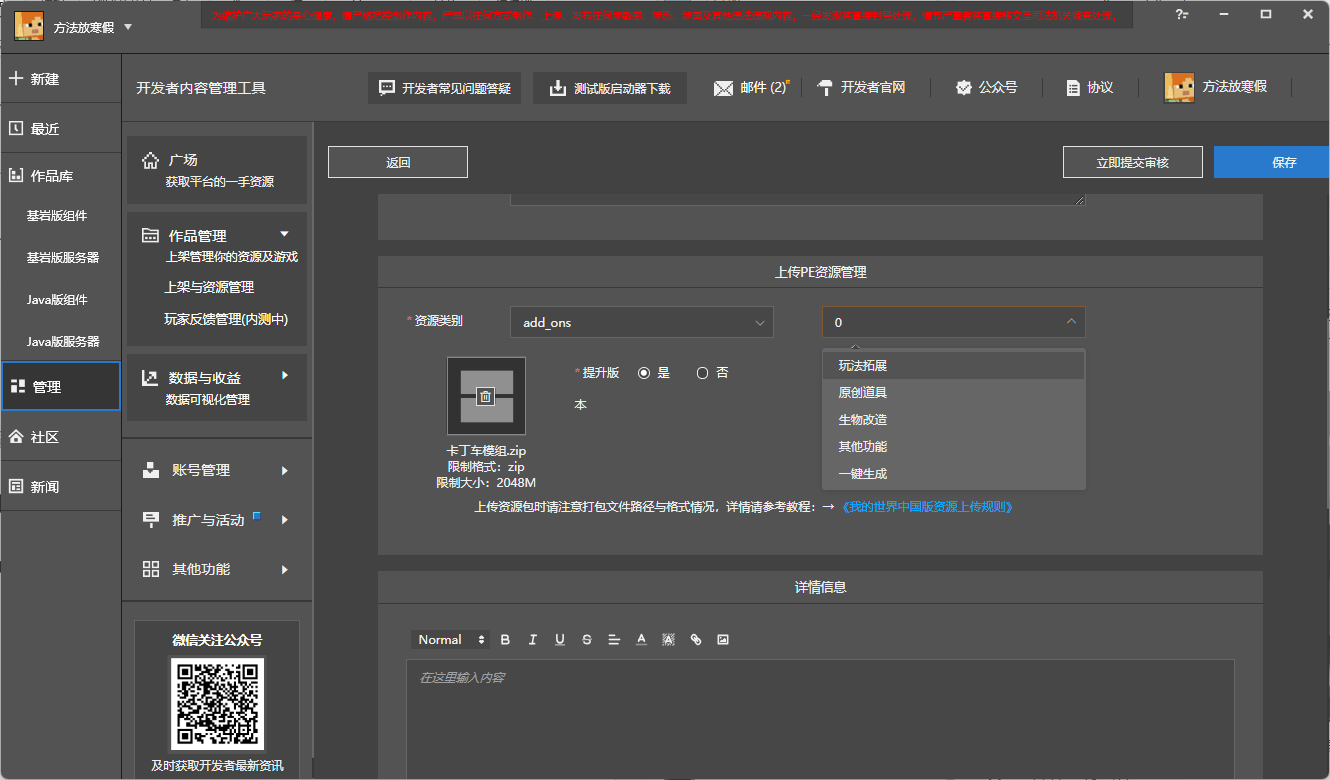 方法放寒假
新建
最近
作品库
基岩版组件
基岩版服务器
Java版组件
Java版服务器
管理
社区
新闻
开发者内容管理工具
开发者常见问题答疑
测试版启动器下载
邮件 (2)
开发者官网
公众号
协议
方法放寒假
广场
获取平台的一手资源
作品管理
上架管理你的资源及游戏
上架与资源管理
玩家反馈管理(内测中)
数据与收益
数据可视化管理
账号管理
推广与活动
其他功能
微信关注公众号
及时获取开发者最新资讯
返回
立即提交审核
保存
上传PE资源管理
*资源类别
add_ons
0
玩法拓展
原创道具
生物改造
其他功能
一键生成
*提升版
本
是
否
卡丁车模组.zip
限制格式：zip
限制大小：2048M
上传资源包时请注意打包文件路径与格式情况，详情请参考教程：→《我的世界中国版资源上传规则》
详情信息
Normal
在这里输入内容